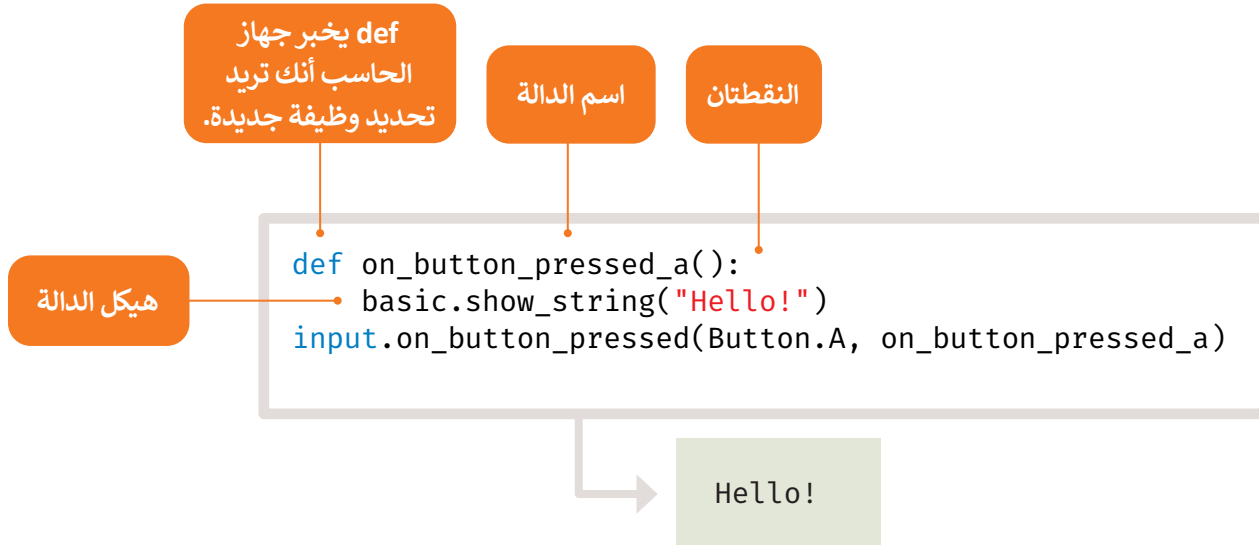 def يخبر جهاز
الحاسب أنك تريد
تحديد وظيفة جديدة.
اسم الدالة
النقطتان
هيكل الدالة
def on_button_pressed_a():
    basic.show_string("Hello!")
input.on_button_pressed(Button.A, on_button_pressed_a)
Hello!